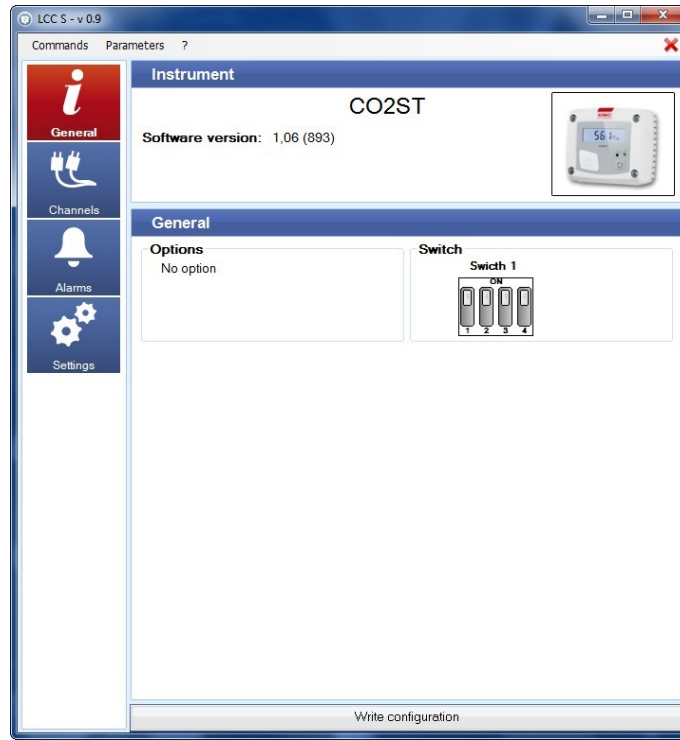 LCC S - v 0.9
Commands Parameters ?
General
Channels
Alarms
Settings
Instrument
CO2ST
Software version: 1,06 (893)
General
Options
No option
Switch
Swicth 1
ON
1 2 3 4
Write configuration